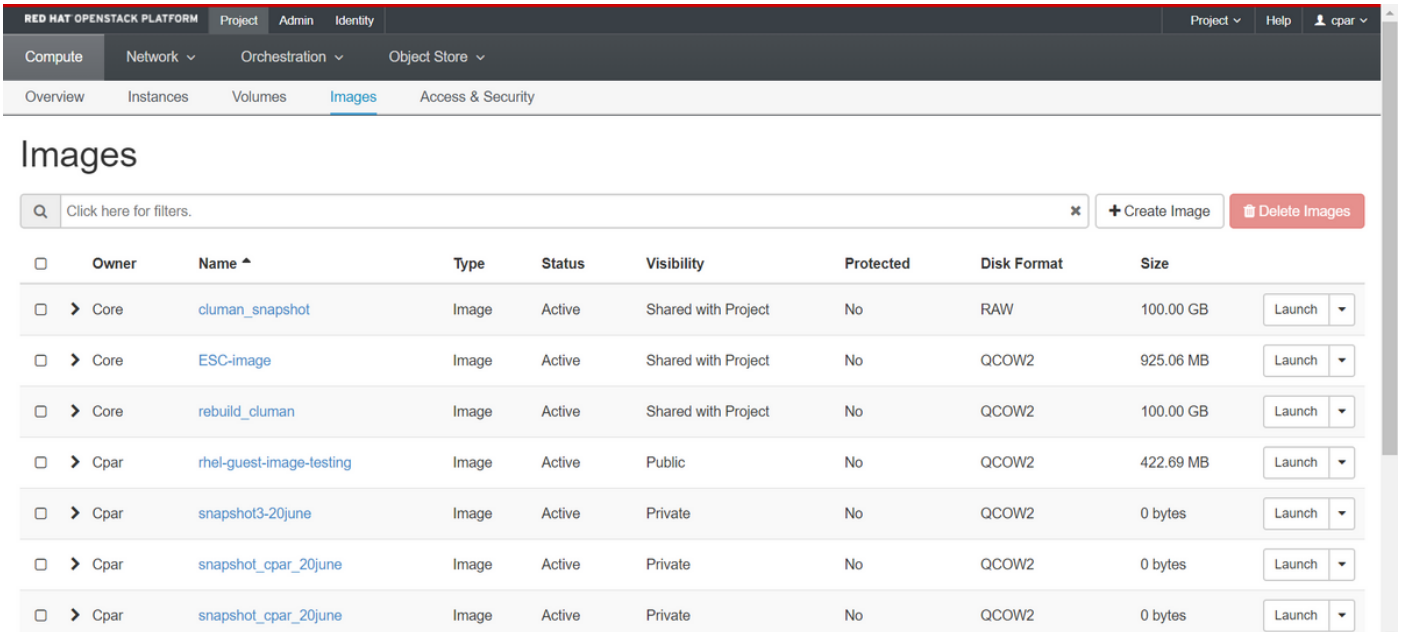 RED HAT OPENSTACK PLATFORM Project Admin Identity Project Help cpar
Compute Network Orchestration Object Store
Overview Instances Volumes Images Access & Security
Images
Click here for filters. + Create Image Delete Images
Owner Name Type Status Visibility Protected Disk Format Size
Core cluman_snapshot Image Active Shared with Project No RAW 100.00 GB Launch
Core ESC-image Image Active Shared with Project No QCOW2 925.06 MB Launch
Core rebuild_cluman Image Active Shared with Project No QCOW2 100.00 GB Launch
Cpar rhel-guest-image-testing Image Active Public No QCOW2 422.69 MB Launch
Cpar snapshot3-20june Image Active Private No QCOW2 0 bytes Launch
Cpar snapshot_cpar_20june Image Active Private No QCOW2 0 bytes Launch
Cpar snapshot_cpar_20june Image Active Private No QCOW2 0 bytes Launch